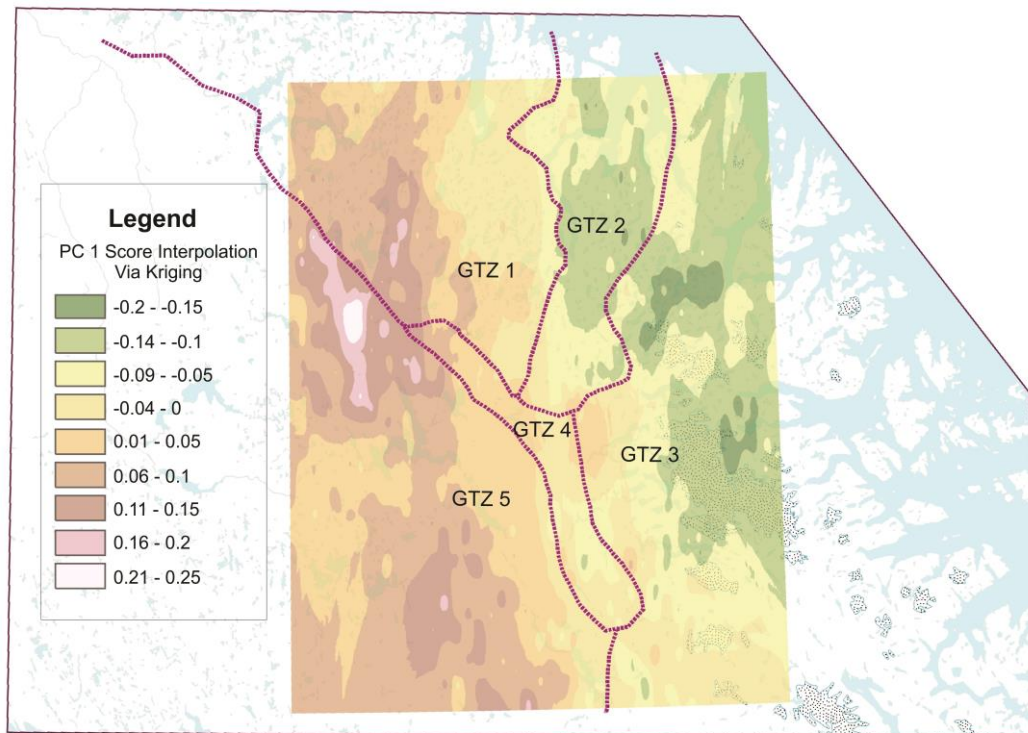 Legend
PC 1 Score Interpolation
Via Kriging
-0.2 - -0.15
-0.14 - -0.1
-0.09 - -0.05
-0.04 - 0
0.01 - 0.05
0.06 - 0.1
0.11 - 0.15
0.16 - 0.2
0.21 - 0.25
GTZ 2
GTZ 1
GTZ 4
GTZ 3
GTZ 5